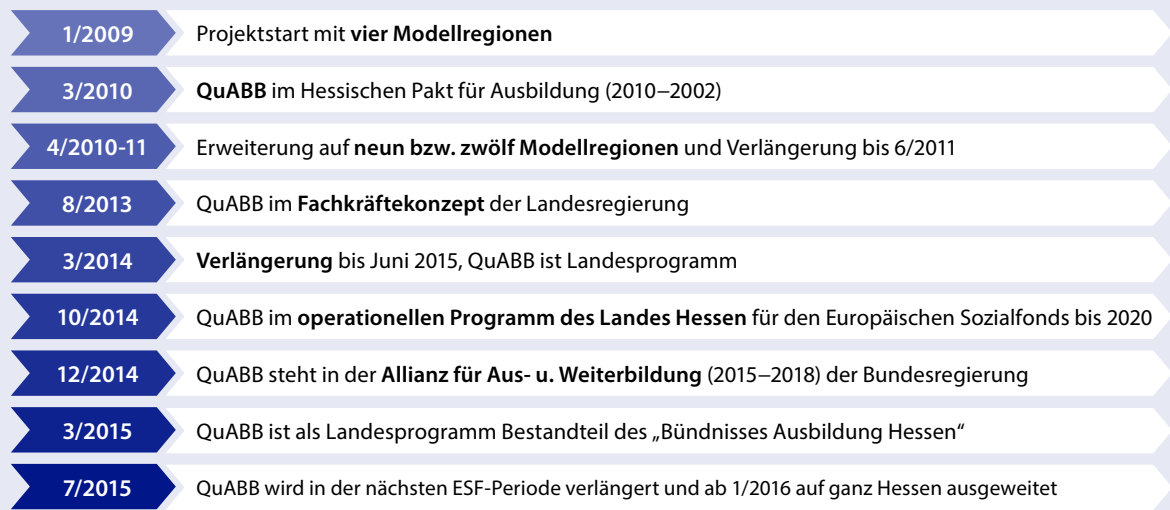 1/2009 Projektstart mit vier Modellregionen
3/2010 QuABB im Hessischen Pakt für Ausbildung (2010–2002)
4/2010-11 Erweiterung auf neun bzw. zwölf Modellregionen und Verlängerung bis 6/2011
8/2013 QuABB im Fachkräftekonzept der Landesregierung
3/2014 Verlängerung bis Juni 2015, QuABB ist Landesprogramm
10/2014 QuABB im operationellen Programm des Landes Hessen für den Europäischen Sozialfonds bis 2020
12/2014 QuABB steht in der Allianz für Aus- u. Weiterbildung (2015–2018) der Bundesregierung
3/2015 QuABB ist als Landesprogramm Bestandteil des „Bündnisses Ausbildung Hessen“
7/2015 QuABB wird in der nächsten ESF-Periode verlängert und ab 1/2016 auf ganz Hessen ausgeweitet